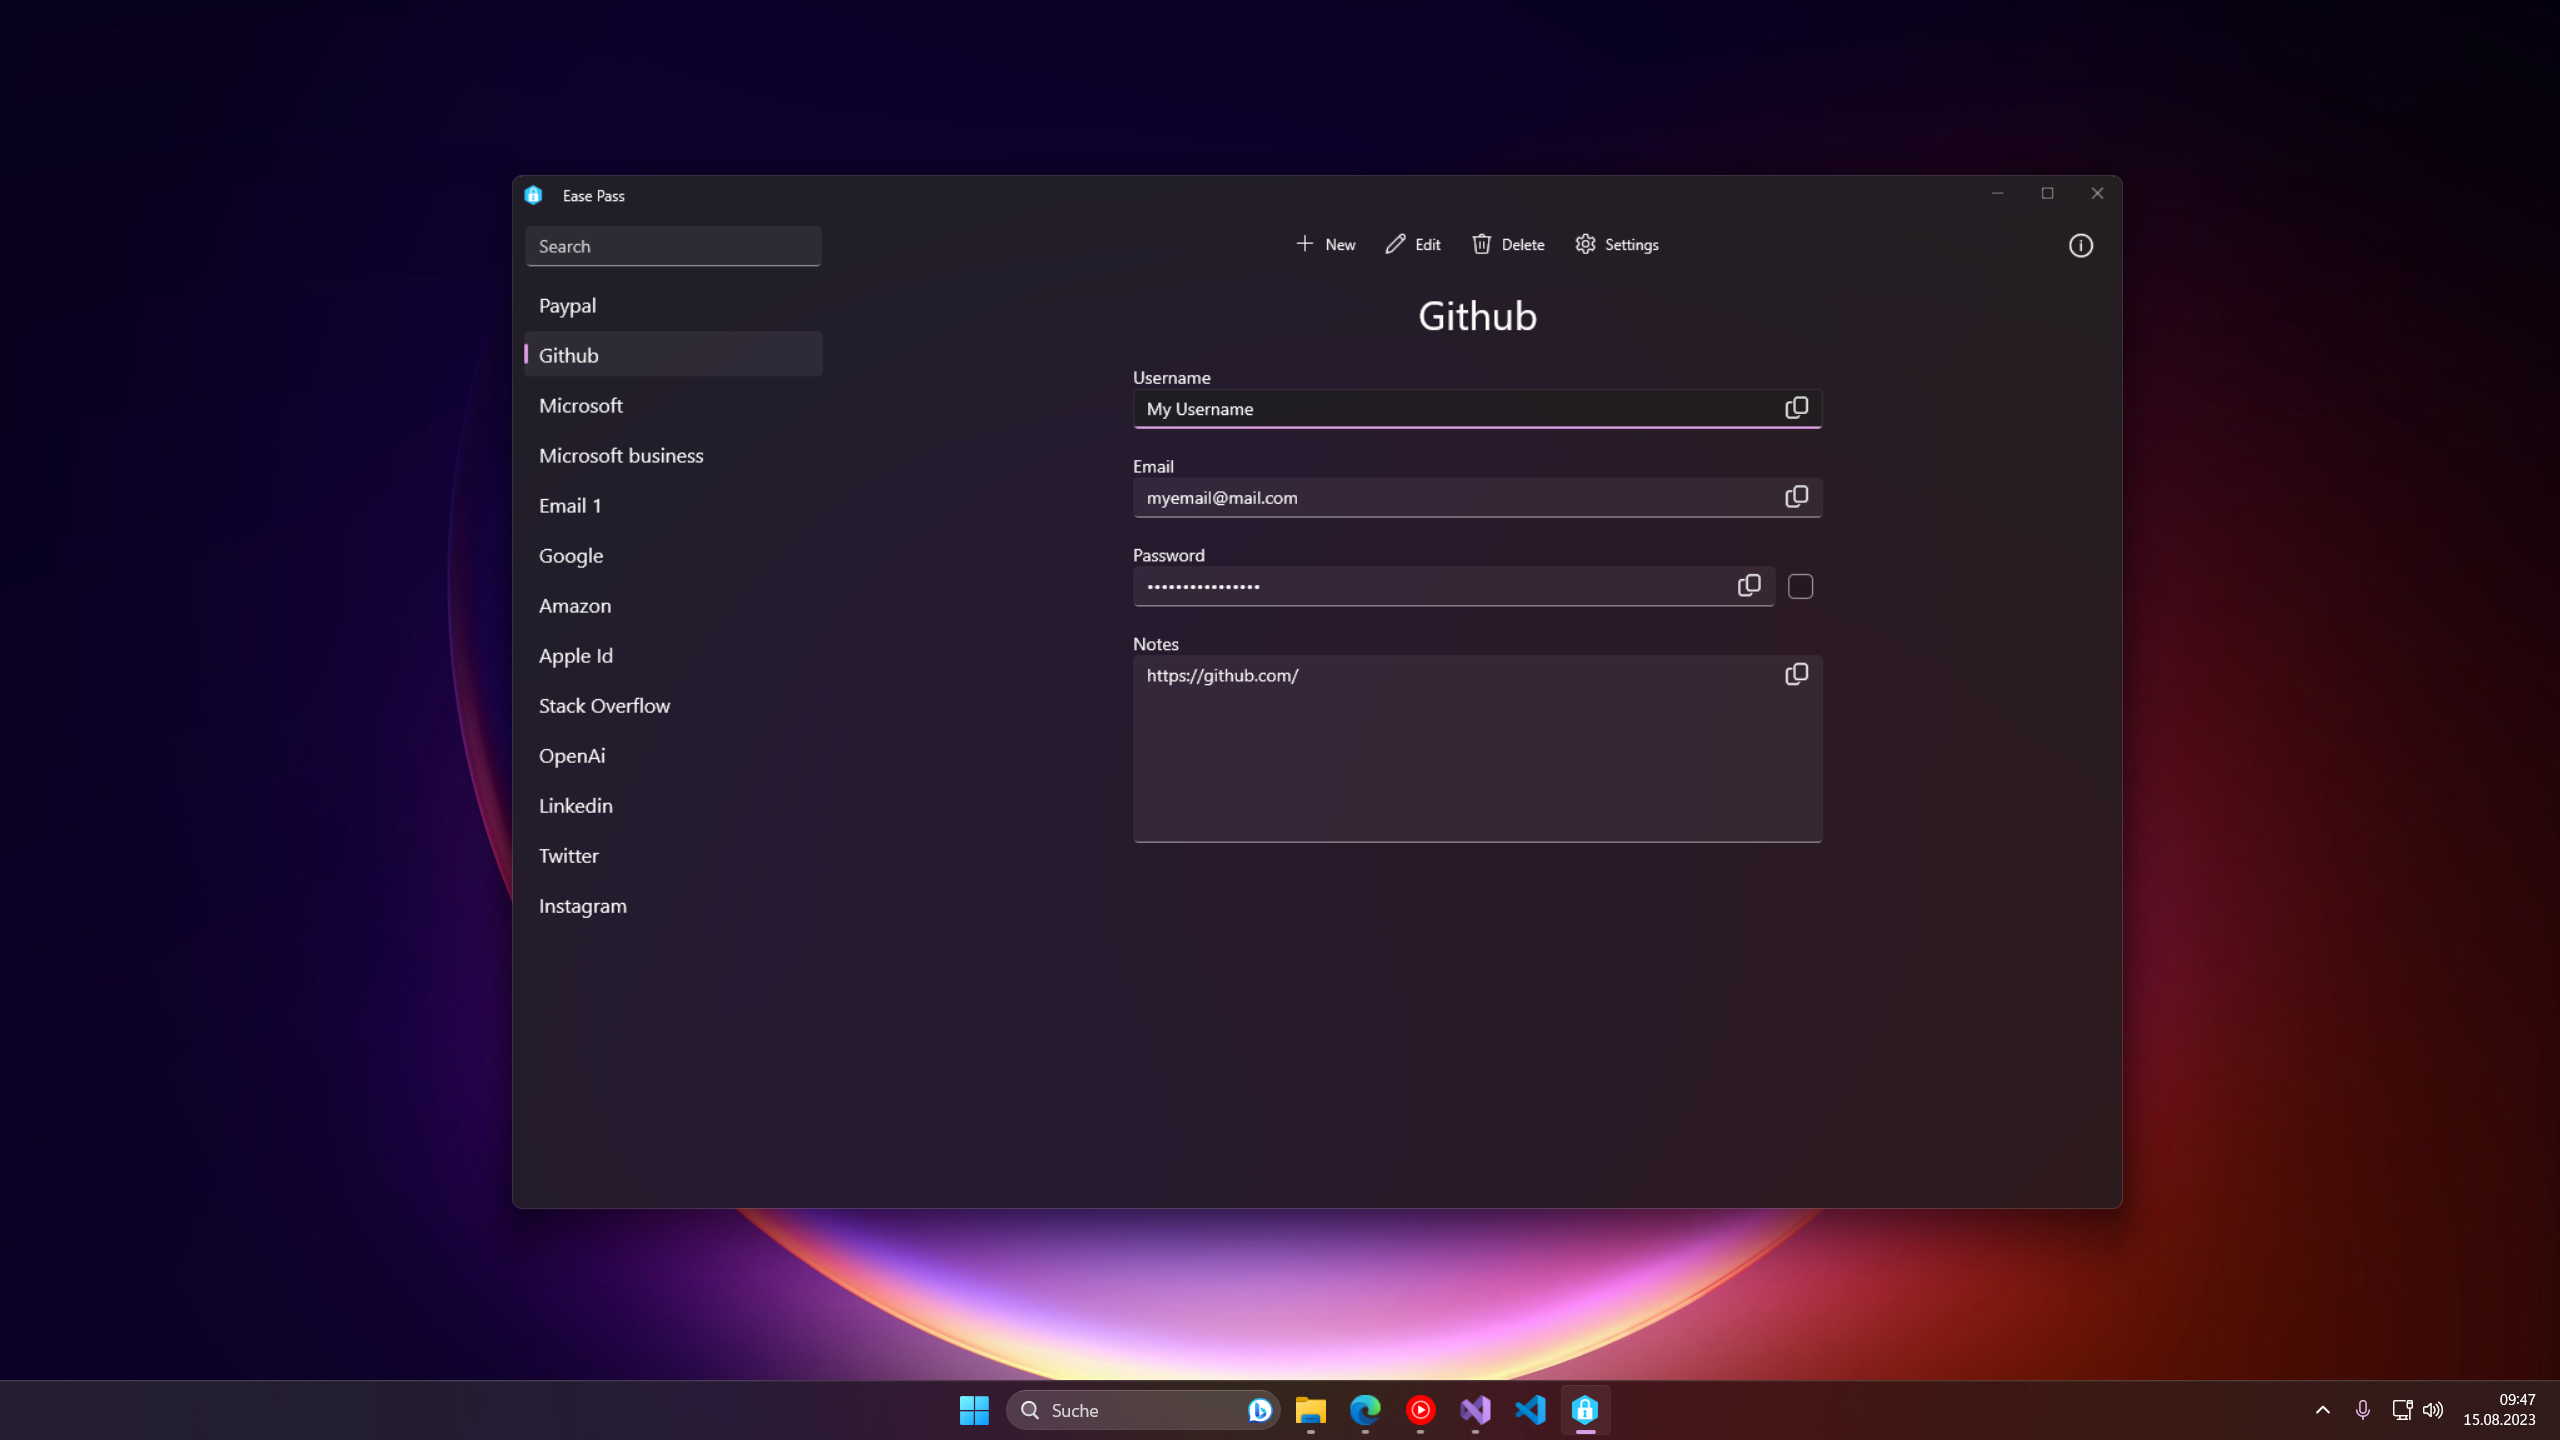 Ease Pass
Search
New
Edit
Delete
Settings
Paypal
Github
Microsoft
Microsoft business
Email 1
Google
Amazon
Apple Id
Stack Overflow
OpenAi
Linkedin
Twitter
Instagram
Github
Username
My Username
Email
myemail@mail.com
Password
••••••••••••••••
Notes
https://github.com/
Suche
09:47
15.08.2023